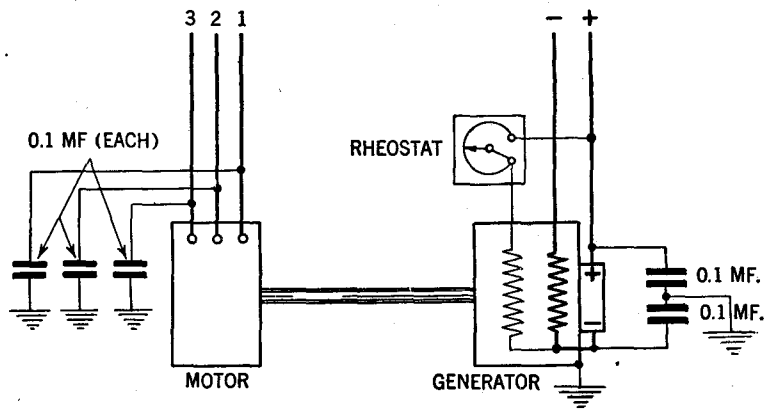 3 2 1
− +
0.1 MF (EACH)
RHEOSTAT
+
−
0.1 MF.
0.1 MF.
MOTOR
GENERATOR